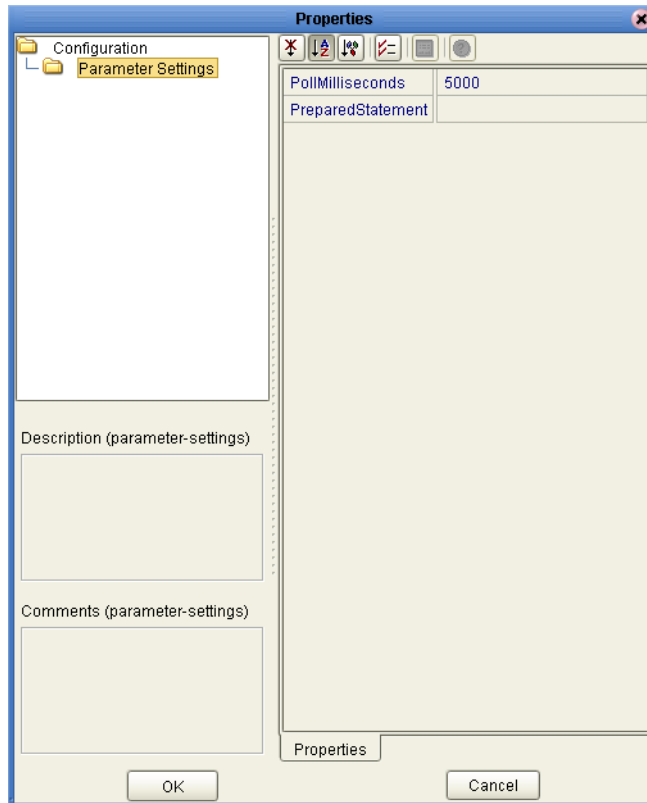 Properties
Configuration
Parameter Settings
PollMilliseconds 5000
PreparedStatement
Description (parameter-settings)
Comments (parameter-settings)
Properties
OK Cancel